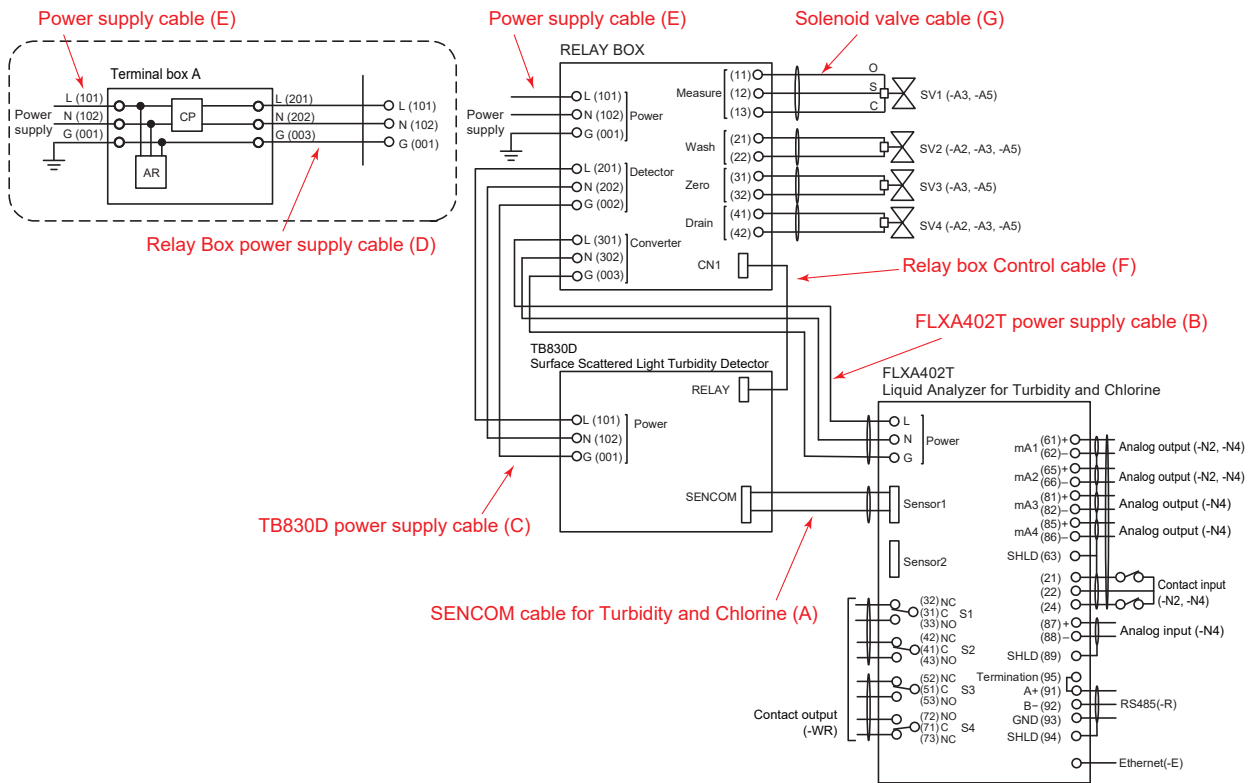 Power supply cable (E)
Terminal box A
L (101)
N (102)
G (001)
Power
supply
CP
AR
L (201)
N (202)
G (003)
L (101)
N (102)
G (001)
Relay Box power supply cable (D)
Power supply cable (E)
Solenoid valve cable (G)
RELAY BOX
Power
supply
L (101)
N (102)
G (001)
Power
L (201)
N (202)
G (002)
Detector
L (301)
N (302)
G (003)
Converter
Measure
(11)
(12)
(13)
O
S
C
SV1 (-A3, -A5)
Wash
(21)
(22)
SV2 (-A2, -A3, -A5)
Zero
(31)
(32)
SV3 (-A3, -A5)
Drain
(41)
(42)
SV4 (-A2, -A3, -A5)
CN1
Relay box Control cable (F)
FLXA402T power supply cable (B)
TB830D
Surface Scattered Light Turbidity Detector
RELAY
L (101)
N (102)
G (001)
Power
SENCOM
TB830D power supply cable (C)
SENCOM cable for Turbidity and Chlorine (A)
FLXA402T
Liquid Analyzer for Turbidity and Chlorine
L
N
G
Power
Sensor1
Sensor2
(32) NC
(31) C S1
(33) NO
(42) NC
(41) C S2
(43) NO
(52) NC
(51) C S3
(53) NO
(72) NO
(71) C S4
(73) NC
Contact output
(-WR)
mA1
(61)+
(62)−
Analog output (-N2, -N4)
mA2
(65)+
(66)−
Analog output (-N2, -N4)
mA3
(81)+
(82)−
Analog output (-N4)
mA4
(85)+
(86)−
Analog output (-N4)
SHLD (63)
(21)
(22)
(24)
Contact input
(-N2, -N4)
(87) +
(88)−
Analog input (-N4)
SHLD (89)
Termination (95)
A+ (91)
B− (92)
GND (93)
SHLD (94)
RS485(-R)
Ethernet(-E)